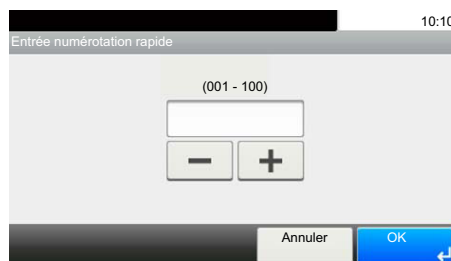 10:10
Entrée numérotation rapide
(001 - 100)
Annuler
OK